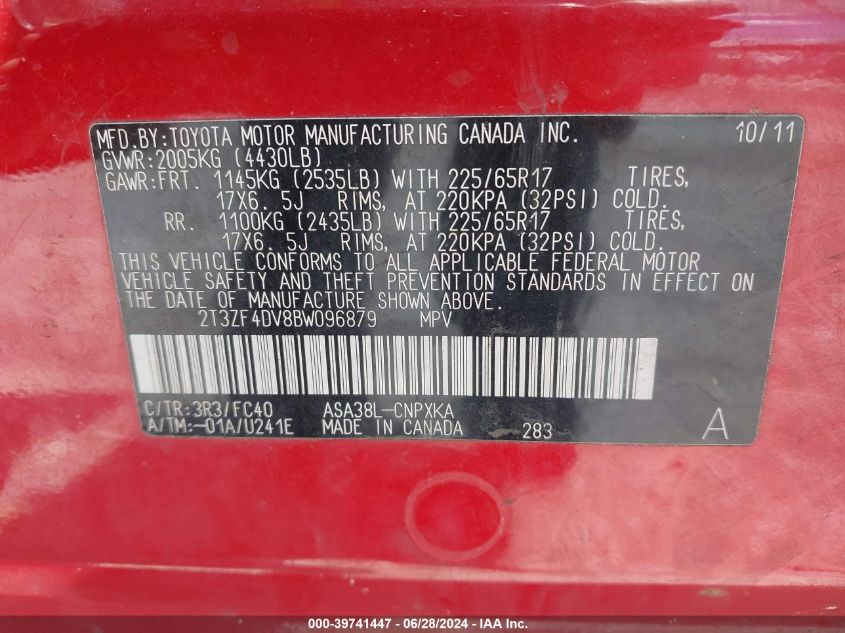 MFD.BY:TOYOTA MOTOR MANUFACTURING CANADA INC. 10/11
GVWR:2005KG (4430LB)
GAWR:FRT. 1145KG (2535LB) WITH 225/65R17 TIRES,
17X6.5J RIMS, AT 220KPA (32PSI) COLD.
RR. 1100KG (2435LB) WITH 225/65R17 TIRES,
17X6.5J RIMS, AT 220KPA (32PSI) COLD.
THIS VEHICLE CONFORMS TO ALL APPLICABLE FEDERAL MOTOR
VEHICLE SAFETY AND THEFT PREVENTION STANDARDS IN EFFECT ON
THE DATE OF MANUFACTURE SHOWN ABOVE.
2T3ZF4DV8BW096879 MPV
C/TR:3R3/FC40 ASA38L-CNPXKA
A/TM:-01A/U241E MADE IN CANADA 283 A
000-39741447 - 06/28/2024 - IAA Inc.